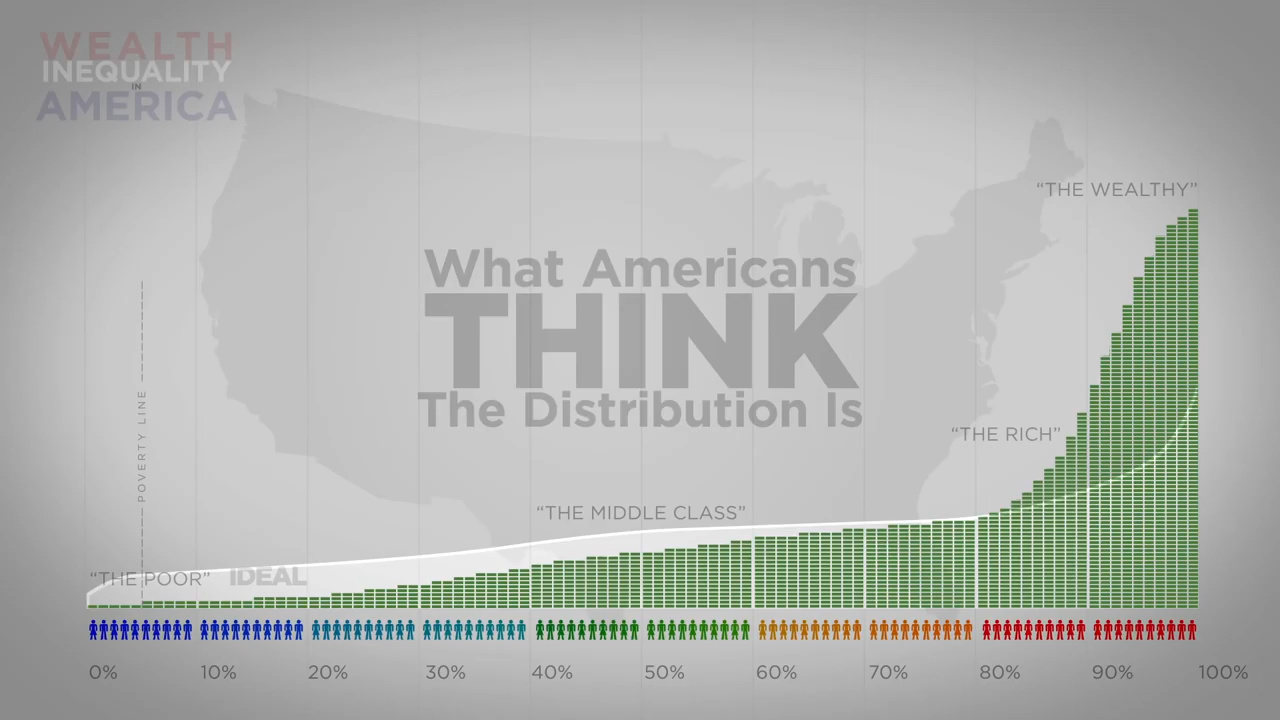 WEALTH
INEQUALITY
IN
AMERICA
“THE WEALTHY”
What Americans
THINK
The Distribution Is
POVERTY LINE
“THE RICH”
“THE MIDDLE CLASS”
“THE POOR” IDEAL
0% 10% 20% 30% 40% 50% 60% 70% 80% 90% 100%